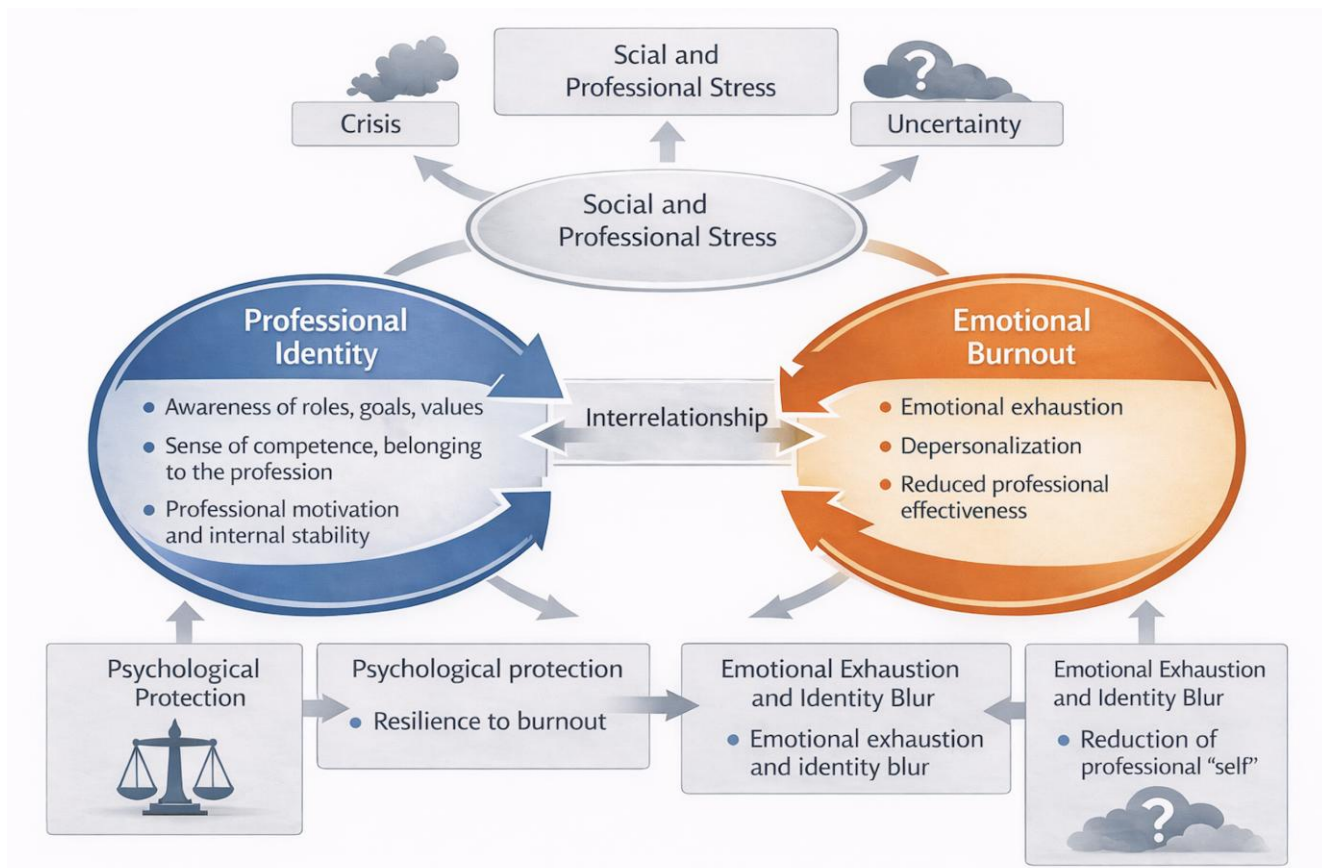 Scial and
Professional Stress
Crisis
?
Uncertainty
Social and
Professional Stress
Professional
Identity
• Awareness of roles, goals, values
• Sense of competence, belonging
to the profession
• Professional motivation
and internal stability
Interrelationship
Emotional
Burnout
• Emotional exhaustion
• Depersonalization
• Reduced professional
effectiveness
Psychological
Protection
Psychological protection
• Resilience to burnout
Emotional Exhaustion
and Identity Blur
• Emotional exhaustion
and identity blur
Emotional Exhaustion
and Identity Blur
• Reduction of
professional “self”
?